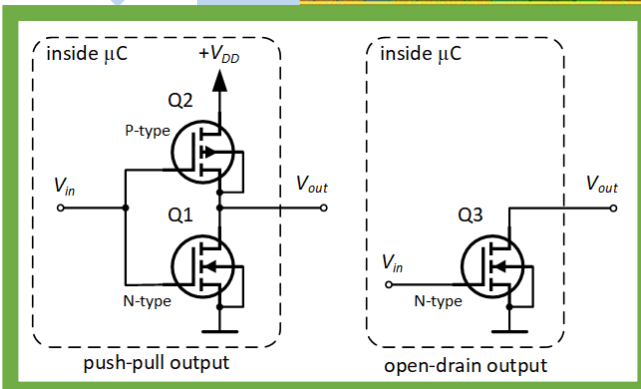 inside μC
+V_DD
Q2
P-type
V_in
V_out
Q1
N-type
push-pull output
inside μC
V_out
Q3
V_in
N-type
open-drain output